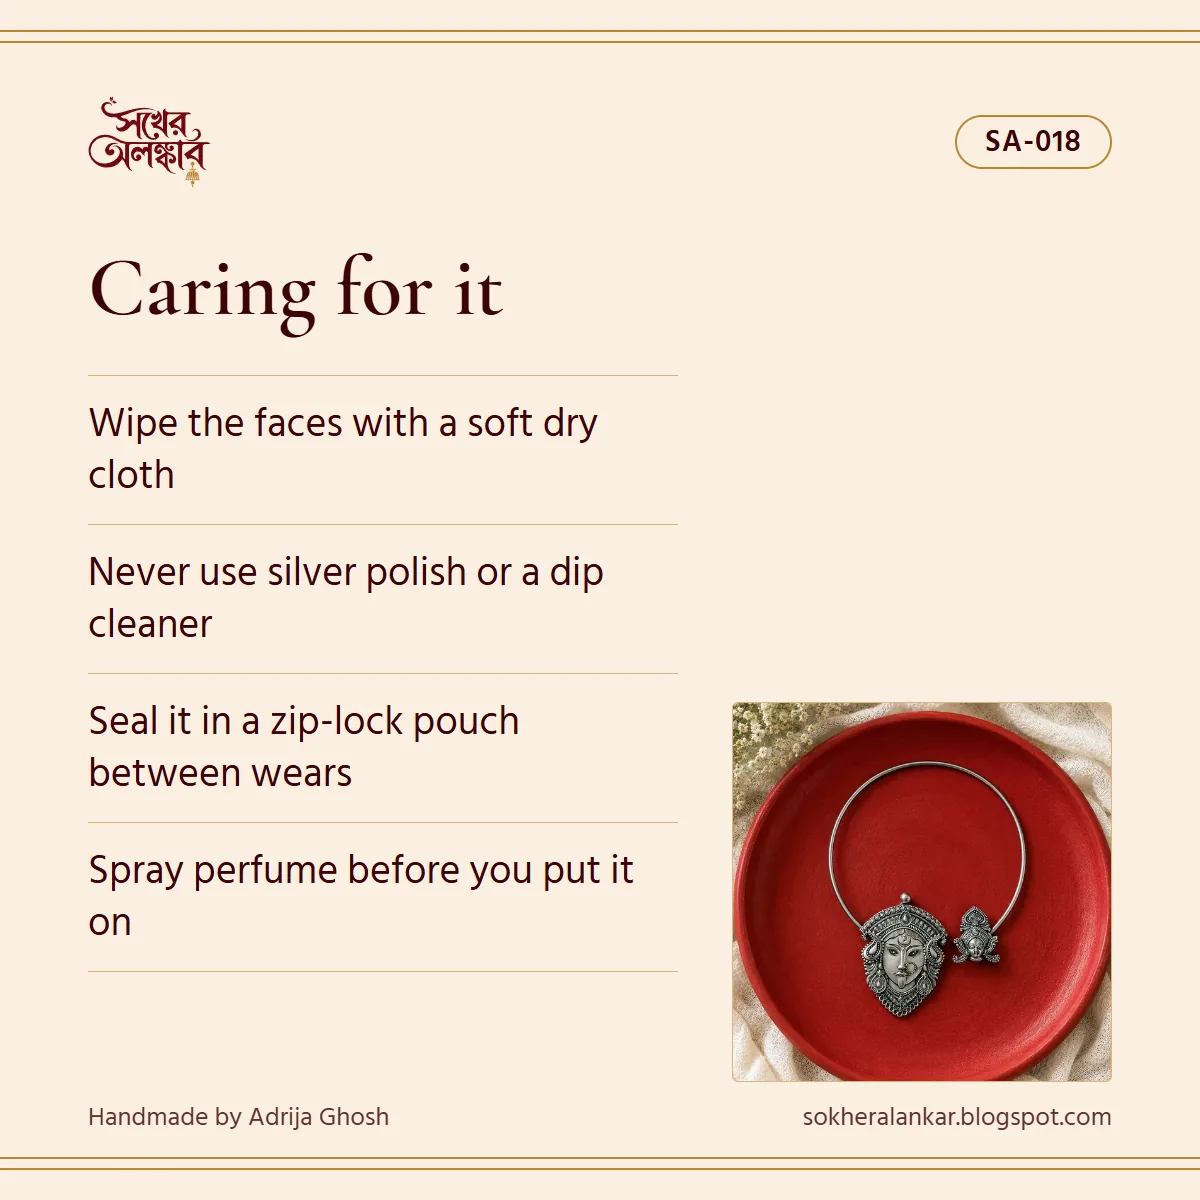 সখের
অলঙ্কার
SA-018
Caring for it
Wipe the faces with a soft dry
cloth
Never use silver polish or a dip
cleaner
Seal it in a zip-lock pouch
between wears
Spray perfume before you put it
on
Handmade by Adrija Ghosh
sokheralankar.blogspot.com